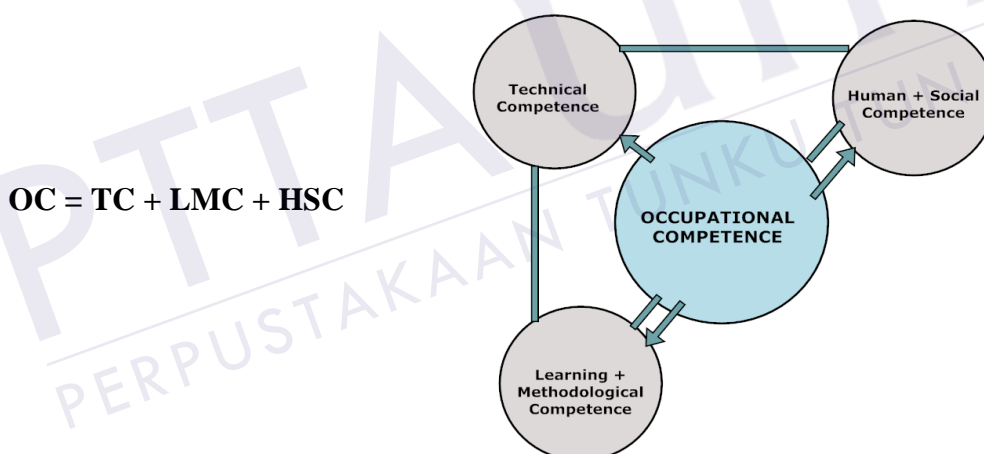 Technical
Competence
Human + Social
Competence
OC = TC + LMC + HSC
OCCUPATIONAL
COMPETENCE
Learning +
Methodological
Competence
PTTA
PERPUSTAKAAN TUNKU TUN